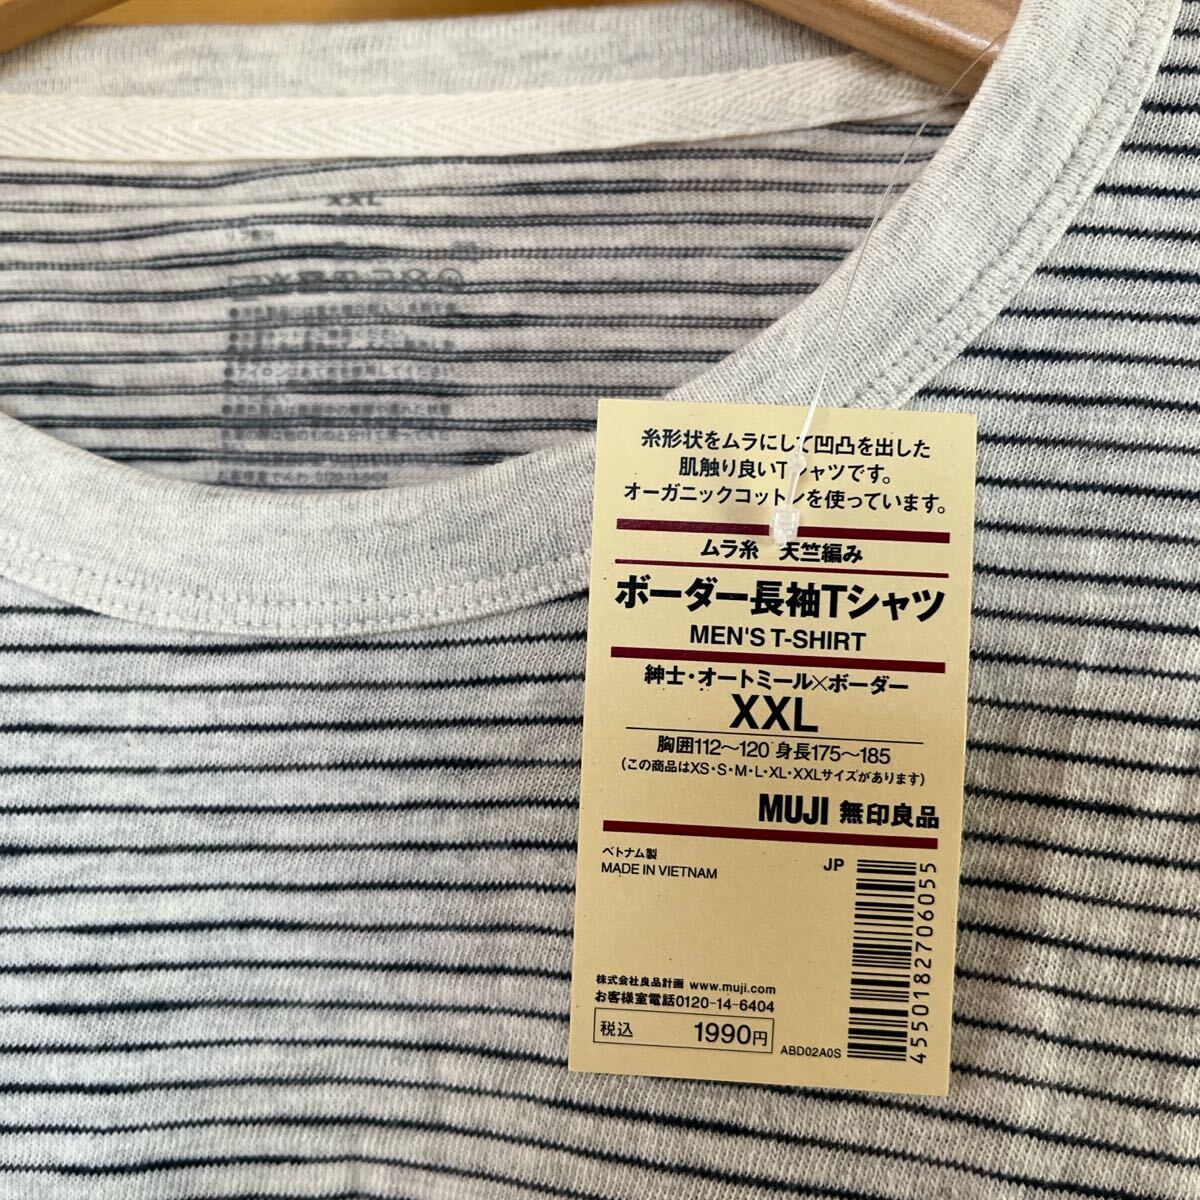 XXL
糸形状をムラにして凹凸を出した
肌触り良いTシャツです。
オーガニックコットンを使っています。
ムラ糸 天竺編み
ボーダー長袖Tシャツ
MEN'S T-SHIRT
紳士・オートミール×ボーダー
XXL
胸囲112〜120 身長175〜185
(この商品はXS・S・M・L・XL・XXLサイズがあります)
MUJI 無印良品
ベトナム製
MADE IN VIETNAM
JP
4550182706055
株式会社良品計画 www.muji.com
お客様室電話0120-14-6404
税込 1990円
ABD02A0S